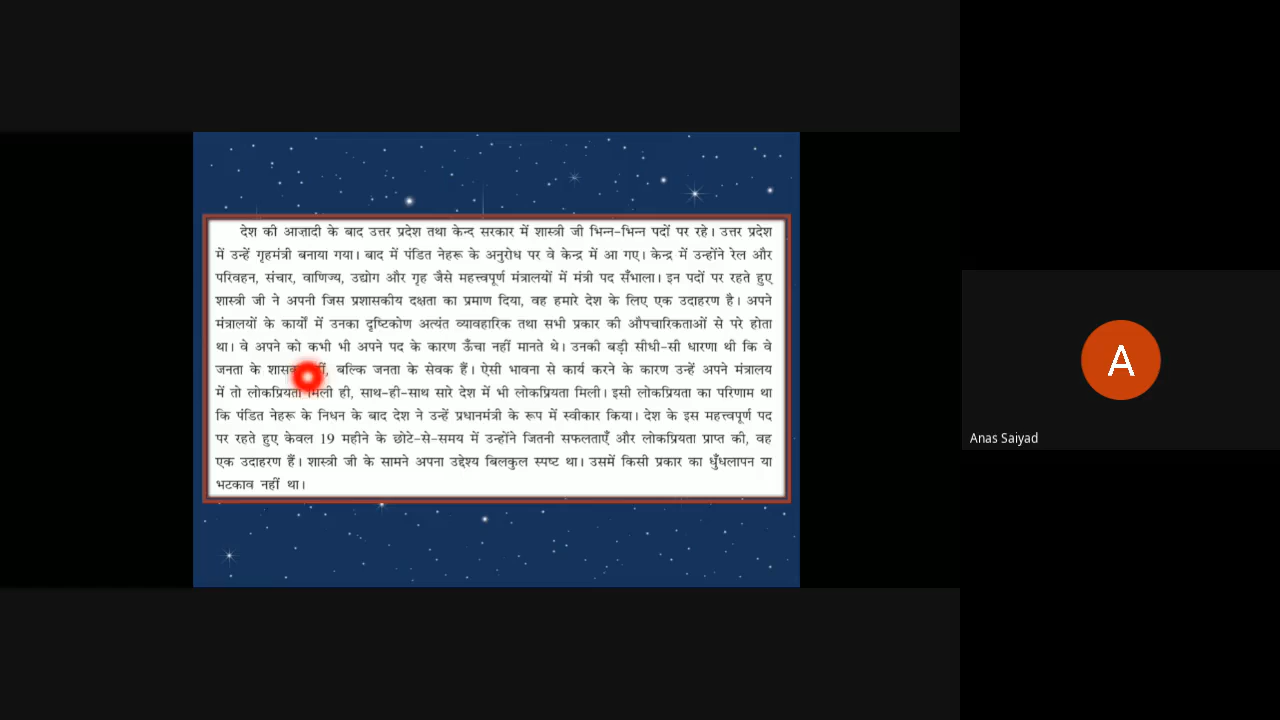 देश की आज़ादी के बाद उत्तर प्रदेश तथा केन्द सरकार में शास्त्री जी भिन्न-भिन्न पदों पर रहे। उत्तर प्रदेश
में उन्हें गृहमंत्री बनाया गया। बाद में पंडित नेहरू के अनुरोध पर वे केन्द्र में आ गए। केन्द्र में उन्होंने रेल और
परिवहन, संचार, वाणिज्य, उद्योग और गृह जैसे महत्त्वपूर्ण मंत्रालयों में मंत्री पद सँभाला। इन पदों पर रहते हुए
शास्त्री जी ने अपनी जिस प्रशासकीय दक्षता का प्रमाण दिया, वह हमारे देश के लिए एक उदाहरण है। अपने
मंत्रालयों के कार्यों में उनका दृष्टिकोण अत्यंत व्यावहारिक तथा सभी प्रकार की औपचारिकताओं से परे होता
था। वे अपने को कभी भी अपने पद के कारण ऊँचा नहीं मानते थे। उनकी बड़ी सीधी-सी धारणा थी कि वे
जनता के बल्कि जनता के सेवक हैं। ऐसी भावना से कार्य करने के कारण उन्हें अपने मंत्रालय
में तो लोकप्रियता मिली ही, साथ-ही-साथ सारे देश में भी लोकप्रियता मिली। इसी लोकप्रियता का परिणाम था
कि पंडित नेहरू के निधन के बाद देश ने उन्हें प्रधानमंत्री के रूप में स्वीकार किया। देश के इस महत्त्वपूर्ण पद
पर रहते हुए केवल 19 महीने के छोटे-से-समय में उन्होंने जितनी सफलताएँ और लोकप्रियता प्राप्त की, वह
एक उदाहरण हैं। शास्त्री जी के सामने अपना उद्देश्य बिलकुल स्पष्ट था। उसमें किसी प्रकार का धुँधलापन या
भटकाव नहीं था।
A
Anas Saiyad